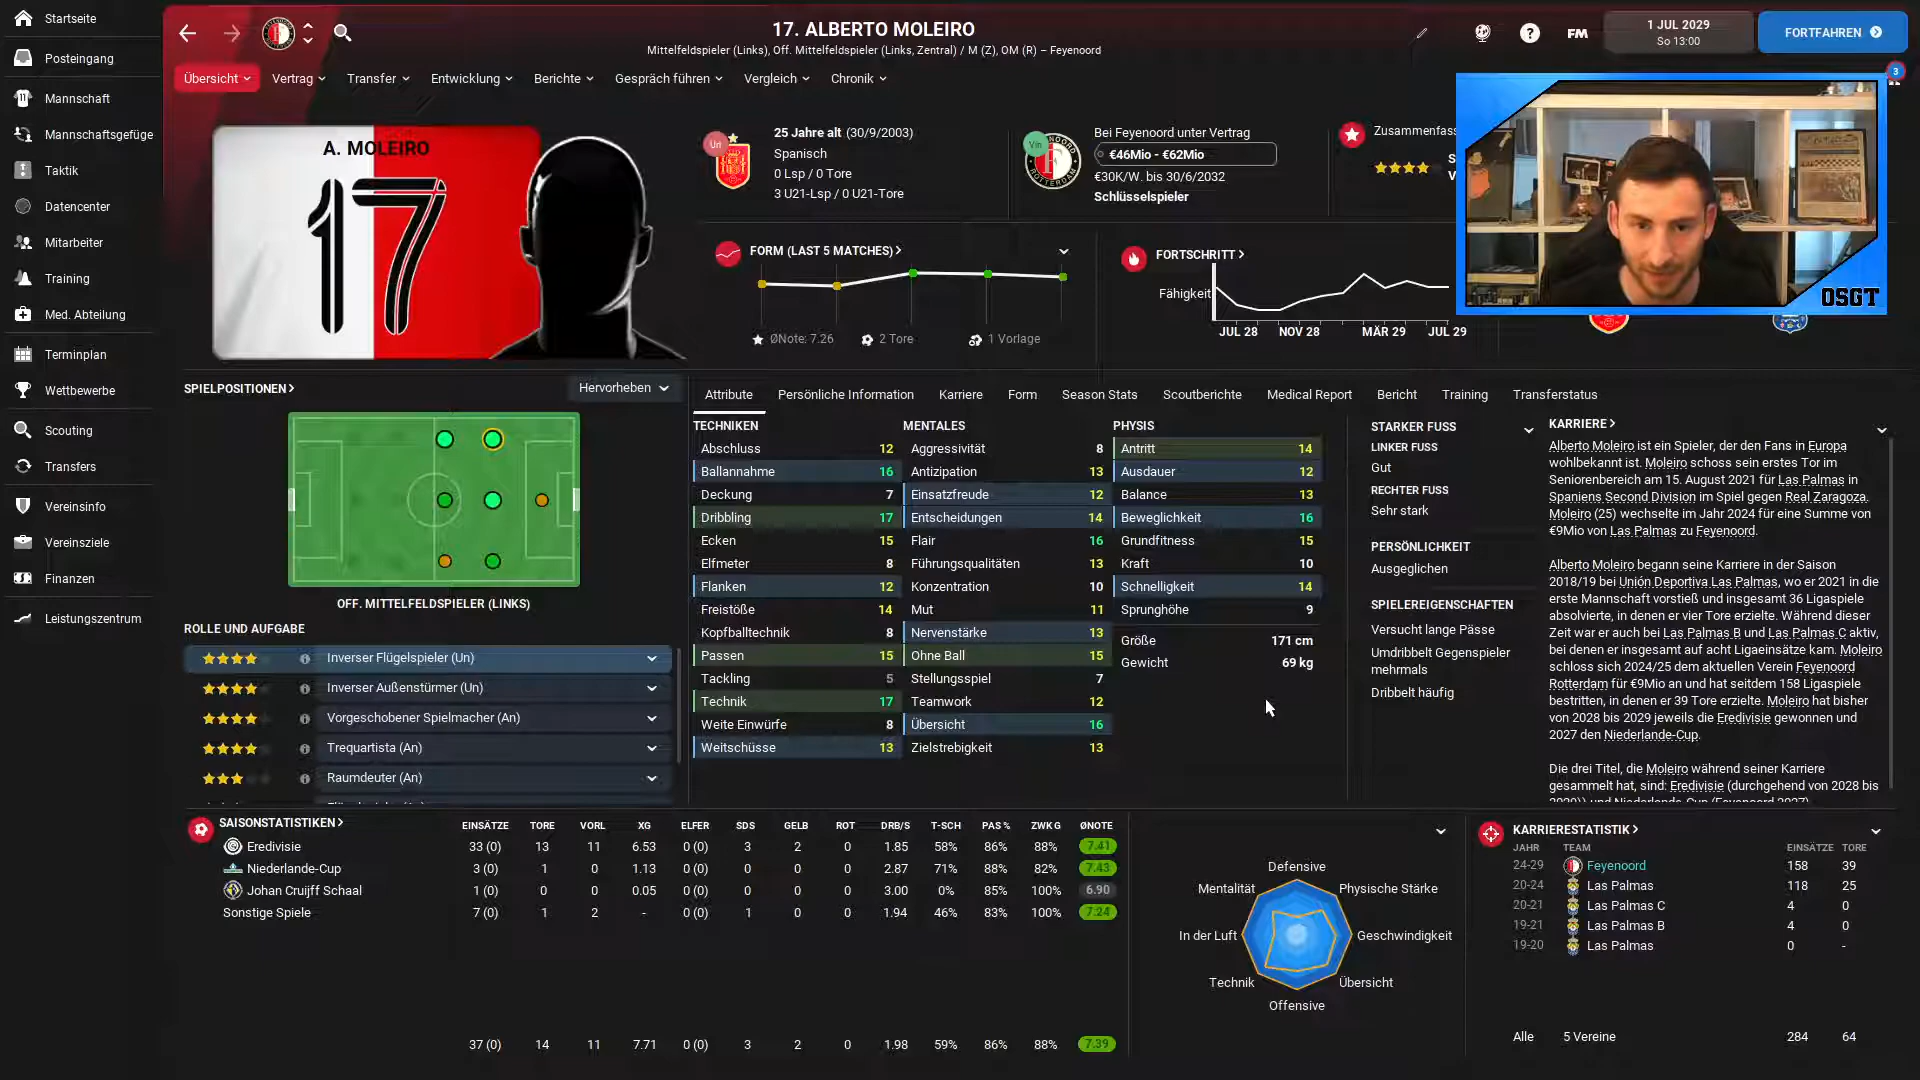 Startseite
Posteingang
Mannschaft
Mannschaftsgefüge
Taktik
Datencenter
Mitarbeiter
Training
Med. Abteilung
Terminplan
Wettbewerbe
Scouting
Transfers
Vereinsinfo
Vereinsziele
Finanzen
Leistungszentrum
17. ALBERTO MOLEIRO
Mittelfeldspieler (Links), Off. Mittelfeldspieler (Links, Zentral) / M (Z), OM (R) – Feyenoord
FM
1 JUL 2029
So 13:00
FORTFAHREN
3
Übersicht
Vertrag
Transfer
Entwicklung
Berichte
Gespräch führen
Vergleich
Chronik
A. MOLEIRO
17
Uri
25 Jahre alt (30/9/2003)
Spanisch
0 Lsp / 0 Tore
3 U21-Lsp / 0 U21-Tore
Vin
Bei Feyenoord unter Vertrag
€46Mio - €62Mio
€30K/W. bis 30/6/2032
Schlüsselspieler
Zusammenfass
S
V
OSGT
FORM (LAST 5 MATCHES)
ØNote: 7.26
2 Tore
1 Vorlage
FORTSCHRITT
Fähigkeit
JUL 28
NOV 28
MÄR 29
JUL 29
SPIELPOSITIONEN
Hervorheben
OFF. MITTELFELDSPIELER (LINKS)
ROLLE UND AUFGABE
Inverser Flügelspieler (Un)
Inverser Außenstürmer (Un)
Vorgeschobener Spielmacher (An)
Trequartista (An)
Raumdeuter (An)
Attribute
Persönliche Information
Karriere
Form
Season Stats
Scoutberichte
Medical Report
Bericht
Training
Transferstatus
TECHNIKEN
Abschluss 12
Ballannahme 16
Deckung 7
Dribbling 17
Ecken 15
Elfmeter 8
Flanken 12
Freistöße 14
Kopfballtechnik 8
Passen 15
Tackling 5
Technik 17
Weite Einwürfe 8
Weitschüsse 13
MENTALES
Aggressivität 8
Antizipation 13
Einsatzfreude 12
Entscheidungen 14
Flair 16
Führungsqualitäten 13
Konzentration 10
Mut 11
Nervenstärke 13
Ohne Ball 15
Stellungsspiel 7
Teamwork 12
Übersicht 16
Zielstrebigkeit 13
PHYSIS
Antritt 14
Ausdauer 12
Balance 13
Beweglichkeit 16
Grundfitness 15
Kraft 10
Schnelligkeit 14
Sprunghöhe 9
Größe 171 cm
Gewicht 69 kg
STARKER FUSS
LINKER FUSS
Gut
RECHTER FUSS
Sehr stark
PERSÖNLICHKEIT
Ausgeglichen
SPIELEREIGENSCHAFTEN
Versucht lange Pässe
Umdribbelt Gegenspieler
mehrmals
Dribbelt häufig
KARRIERE
Alberto Moleiro ist ein Spieler, der den Fans in Europa
wohlbekannt ist. Moleiro schoss sein erstes Tor im
Seniorenbereich am 15. August 2021 für Las Palmas in
Spaniens Second Division im Spiel gegen Real Zaragoza.
Moleiro (25) wechselte im Jahr 2024 für eine Summe von
€9Mio von Las Palmas zu Feyenoord.
Alberto Moleiro begann seine Karriere in der Saison
2018/19 bei Unión Deportiva Las Palmas, wo er 2021 in die
erste Mannschaft vorstieß und insgesamt 36 Ligaspiele
absolvierte, in denen er vier Tore erzielte. Während dieser
Zeit war er auch bei Las Palmas B und Las Palmas C aktiv,
bei denen er insgesamt auf acht Ligaeinsätze kam. Moleiro
schloss sich 2024/25 dem aktuellen Verein Feyenoord
Rotterdam für €9Mio an und hat seitdem 158 Ligaspiele
bestritten, in denen er 39 Tore erzielte. Moleiro hat bisher
von 2028 bis 2029 jeweils die Eredivisie gewonnen und
2027 den Niederlande-Cup.
Die drei Titel, die Moleiro während seiner Karriere
gesammelt hat, sind: Eredivisie (durchgehend von 2028 bis
2029)) und Niederlande-Cup (Feyenoord 2027).
SAISONSTATISTIKEN EINSÄTZE TORE VORL XG ELFER SDS GELB ROT DRB/S T-SCH PAS % ZWK G ØNOTE
Eredivisie 33 (0) 13 11 6.53 0 (0) 3 2 0 1.85 58% 86% 88% 7.41
Niederlande-Cup 3 (0) 1 0 1.13 0 (0) 0 0 0 2.87 71% 88% 82% 7.43
Johan Cruijff Schaal 1 (0) 0 0 0.05 0 (0) 0 0 0 3.00 0% 85% 100% 6.90
Sonstige Spiele 7 (0) 1 2 - 0 (0) 1 0 0 1.94 46% 83% 100% 7.24
37 (0) 14 11 7.71 0 (0) 3 2 0 1.98 59% 86% 88% 7.39
Defensive
Mentalität
Physische Stärke
In der Luft
Geschwindigkeit
Technik
Übersicht
Offensive
KARRIERESTATISTIK
JAHR TEAM EINSÄTZE TORE
24-29 Feyenoord 158 39
20-24 Las Palmas 118 25
20-21 Las Palmas C 4 0
19-21 Las Palmas B 4 0
19-20 Las Palmas 0 -
Alle 5 Vereine 284 64